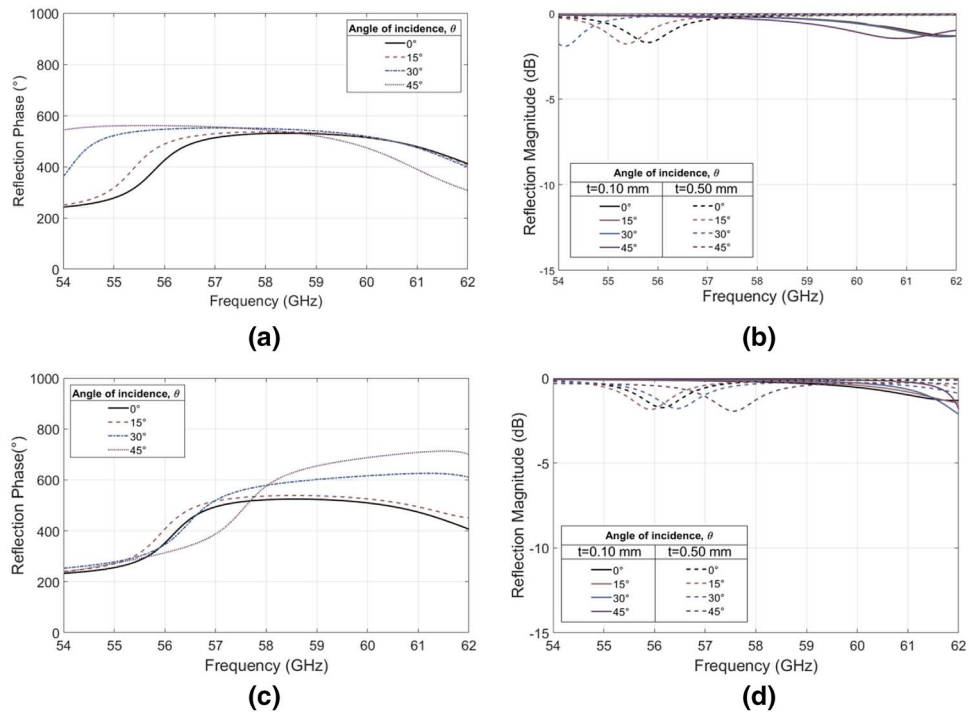 1000
800
600
400
200
0
Reflection Phase (°)
54 55 56 57 58 59 60 61 62
Frequency (GHz)
Angle of incidence, θ
0°
15°
30°
45°
(a)
0
-5
-10
-15
Reflection Magnitude (dB)
54 55 56 57 58 59 60 61 62
Frequency (GHz)
Angle of incidence, θ
t=0.10 mm t=0.50 mm
0° 0°
15° 15°
30° 30°
45° 45°
(b)
1000
800
600
400
200
0
Reflection Phase(°)
54 55 56 57 58 59 60 61 62
Frequency (GHz)
Angle of incidence, θ
0°
15°
30°
45°
(c)
0
-5
-10
-15
Reflection Magnitude (dB)
54 55 56 57 58 59 60 61 62
Frequency (GHz)
Angle of incidence, θ
t=0.10 mm t=0.50 mm
0° 0°
15° 15°
30° 30°
45° 45°
(d)